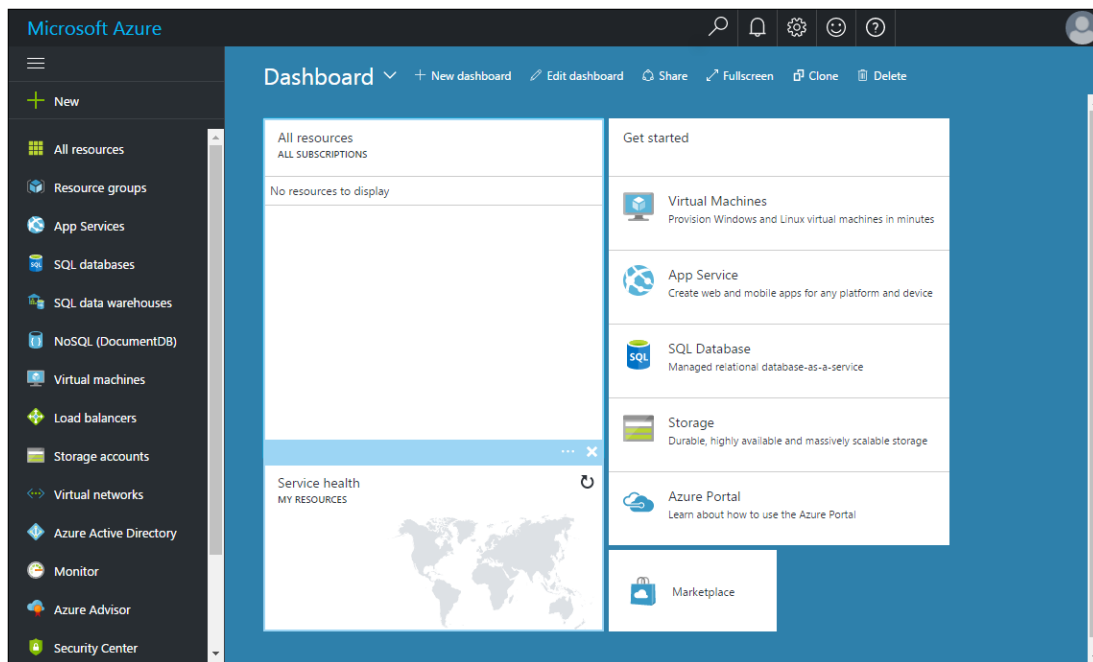 Microsoft Azure
Dashboard
New dashboard
Edit dashboard
Share
Fullscreen
Clone
Delete
New
All resources
Resource groups
App Services
SQL databases
SQL data warehouses
NoSQL (DocumentDB)
Virtual machines
Load balancers
Storage accounts
Virtual networks
Azure Active Directory
Monitor
Azure Advisor
Security Center
All resources
ALL SUBSCRIPTIONS
No resources to display
Service health
MY RESOURCES
Get started
Virtual Machines
Provision Windows and Linux virtual machines in minutes
App Service
Create web and mobile apps for any platform and device
SQL
SQL Database
Managed relational database-as-a-service
Storage
Durable, highly available and massively scalable storage
Azure Portal
Learn about how to use the Azure Portal
Marketplace